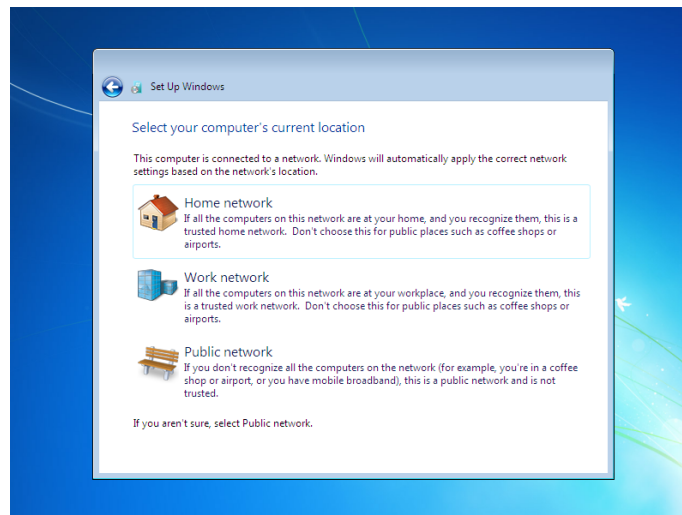 Set Up Windows
Select your computer's current location
This computer is connected to a network. Windows will automatically apply the correct network
settings based on the network's location.
Home network
If all the computers on this network are at your home, and you recognize them, this is a
trusted home network.  Don't choose this for public places such as coffee shops or
airports.
Work network
If all the computers on this network are at your workplace, and you recognize them, this
is a trusted work network.  Don't choose this for public places such as coffee shops or
airports.
Public network
If you don't recognize all the computers on the network (for example, you're in a coffee
shop or airport, or you have mobile broadband), this is a public network and is not
trusted.
If you aren't sure, select Public network.